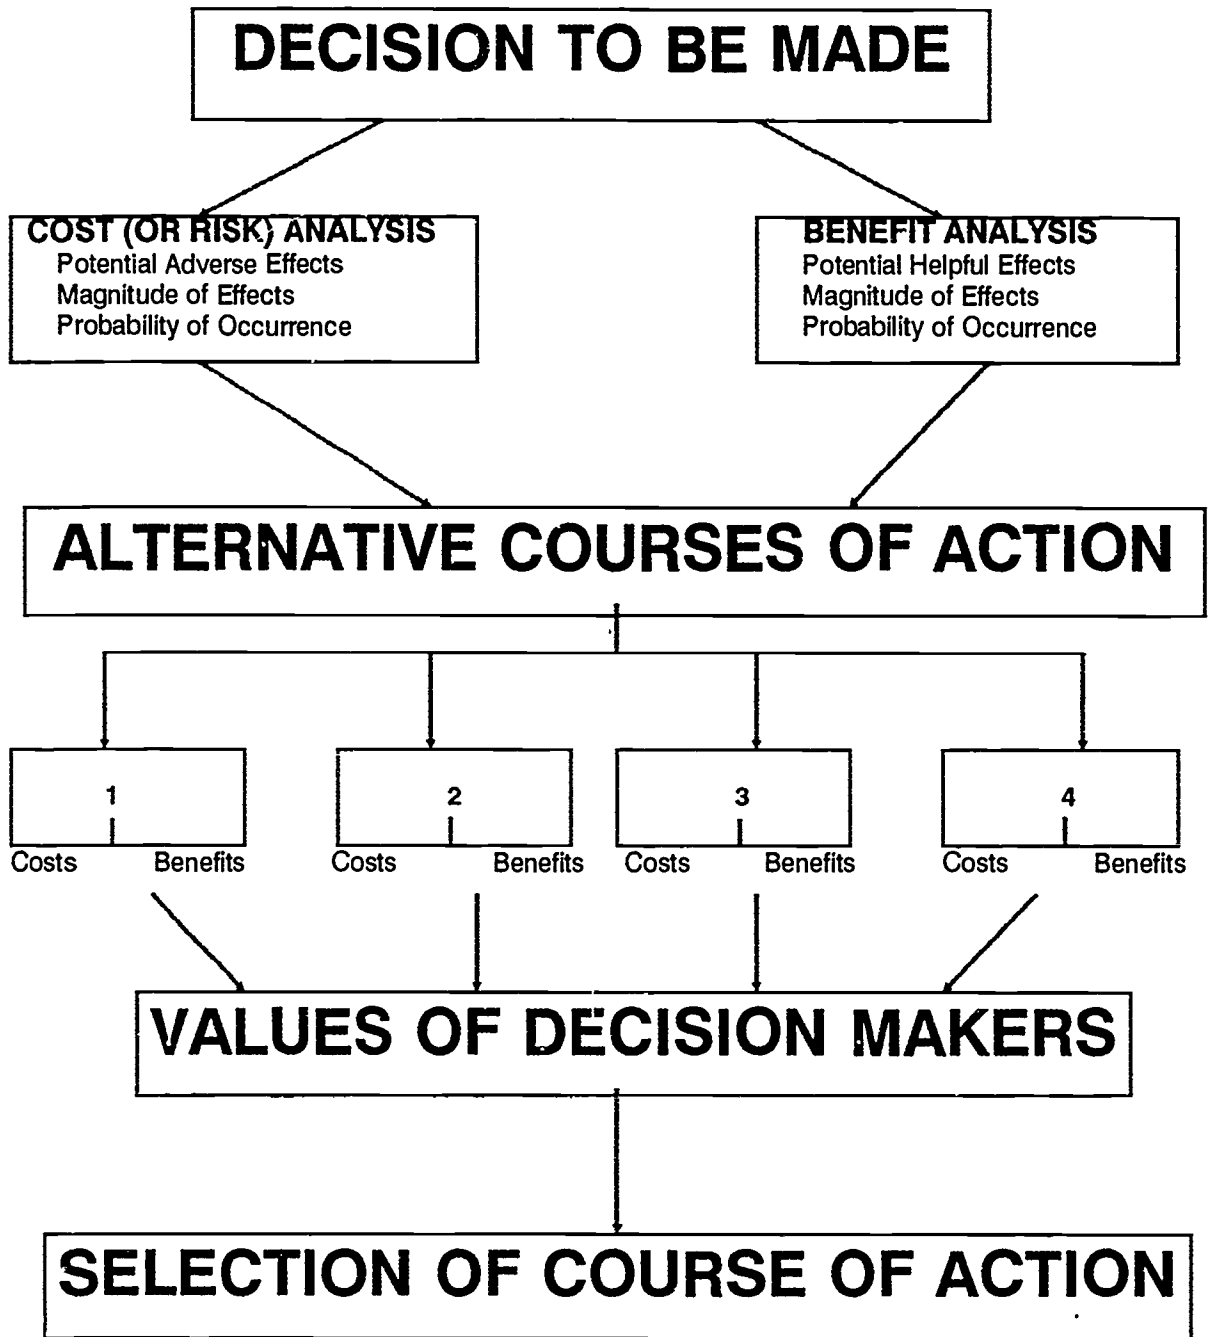 DECISION TO BE MADE
COST (OR RISK) ANALYSIS
Potential Adverse Effects
Magnitude of Effects
Probability of Occurrence
BENEFIT ANALYSIS
Potential Helpful Effects
Magnitude of Effects
Probability of Occurrence
ALTERNATIVE COURSES OF ACTION
1
Costs Benefits
2
Costs Benefits
3
Costs Benefits
4
Costs Benefits
VALUES OF DECISION MAKERS
SELECTION OF COURSE OF ACTION